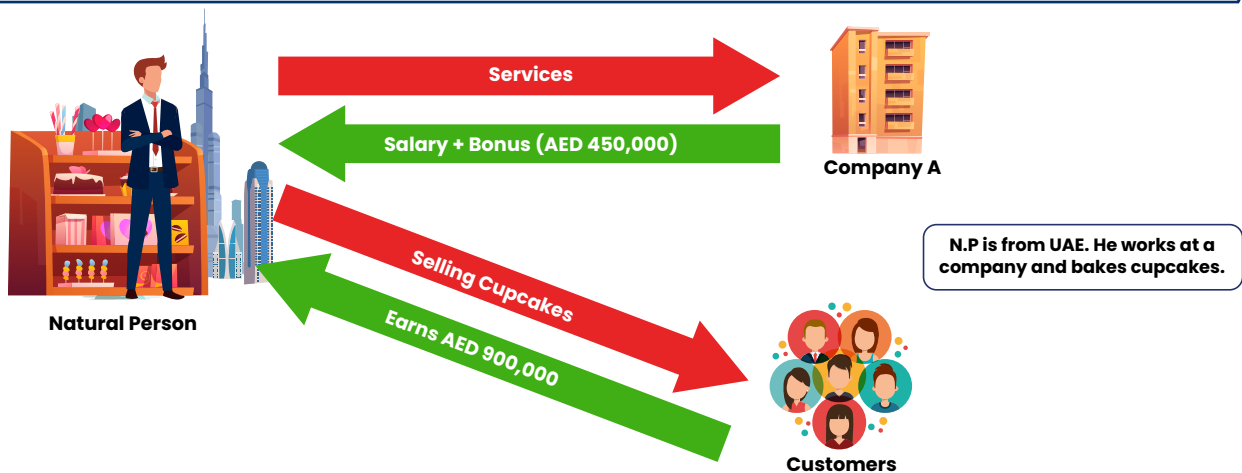 Services
Salary + Bonus (AED 450,000)
Company A
N.P is from UAE. He works at a
company and bakes cupcakes.
Selling Cupcakes
Earns AED 900,000
Natural Person
Customers